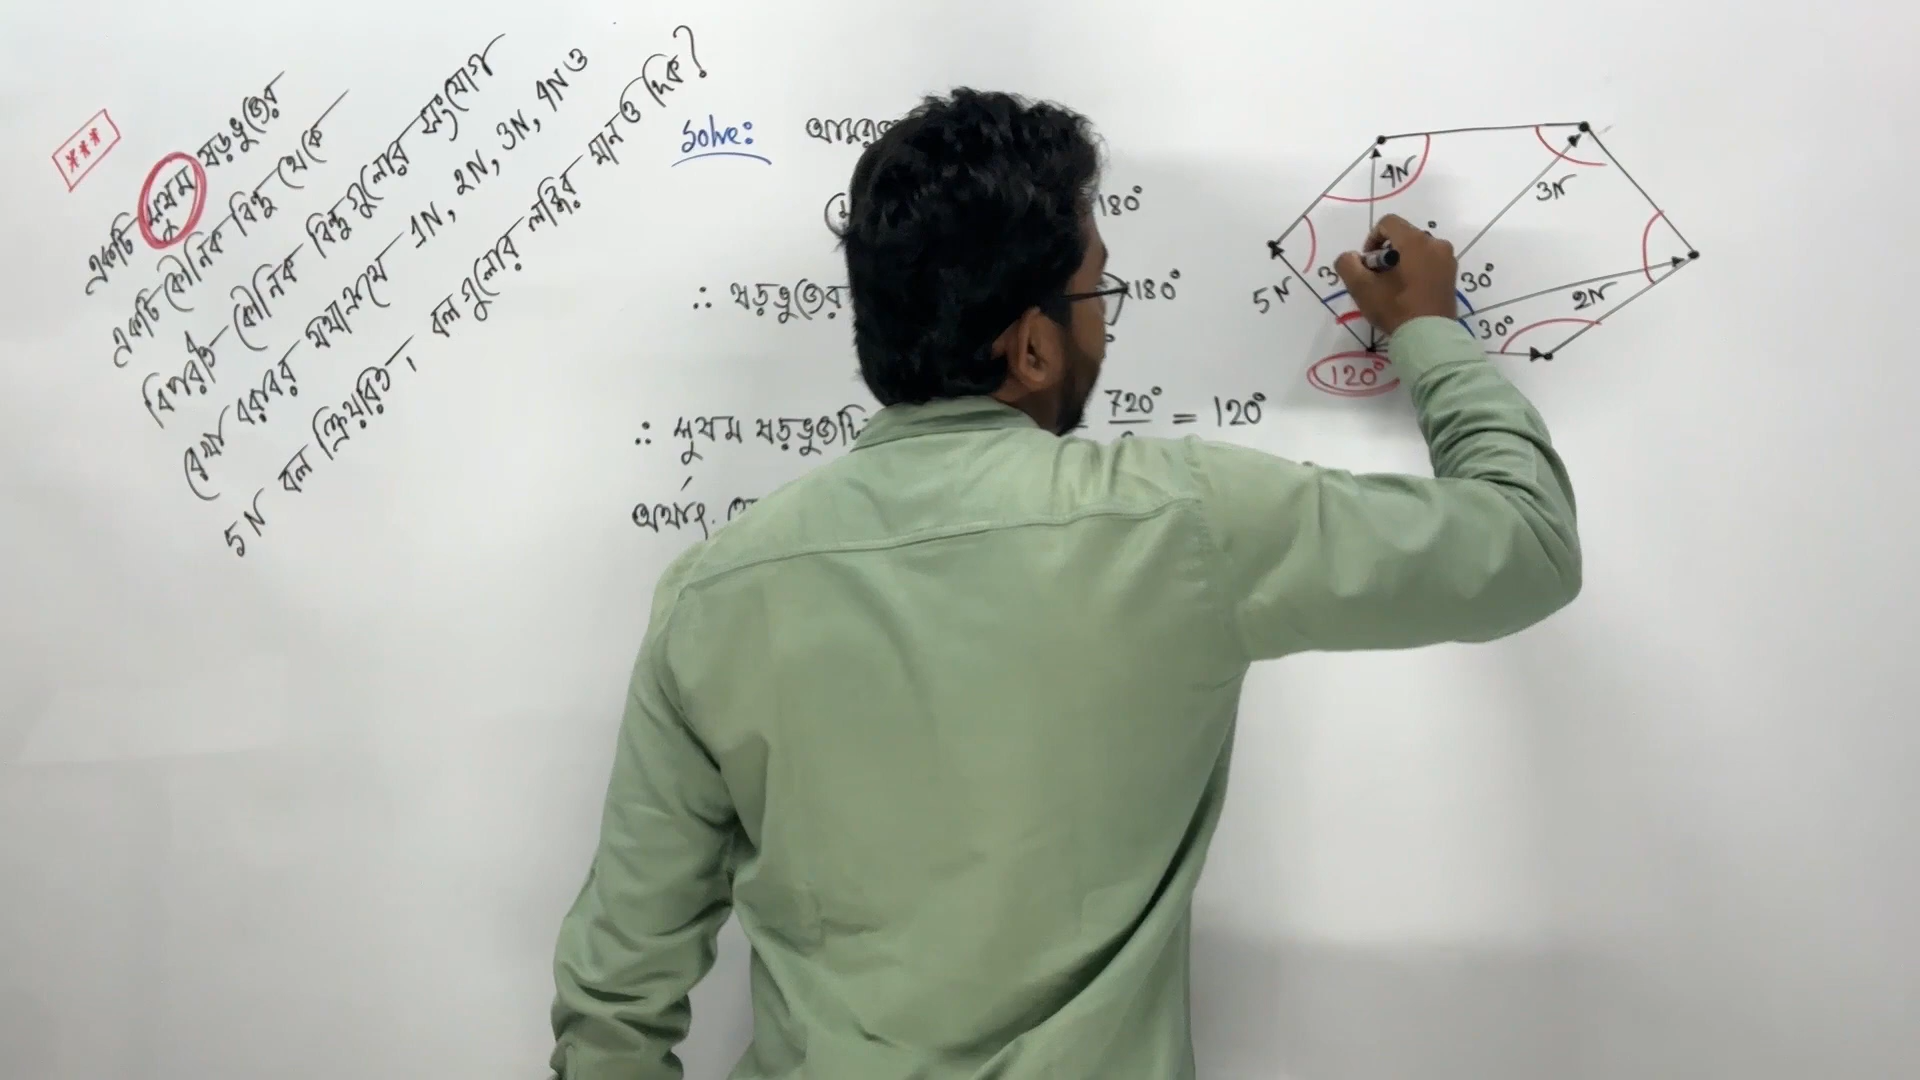 ***
একটি সুষম ষড়ভুজের
একটি কৌনিক বিন্দু থেকে
বিপরীত কৌনিক বিন্দু গুলোর সংযোগ
রেখা বরাবর যথাক্রমে 1N, 2N, 3N, 4N ও
5N বল ক্রিয়ারত, বল গুলোর লব্ধির মান ও দিক?
Solve:
180°
∴ ষড়ভুজের
×180°
∴ সুষম ষড়ভুজটি
= 720° = 120°
অর্থাৎ,
4N
3N
5N
2N
30°
30°
120°